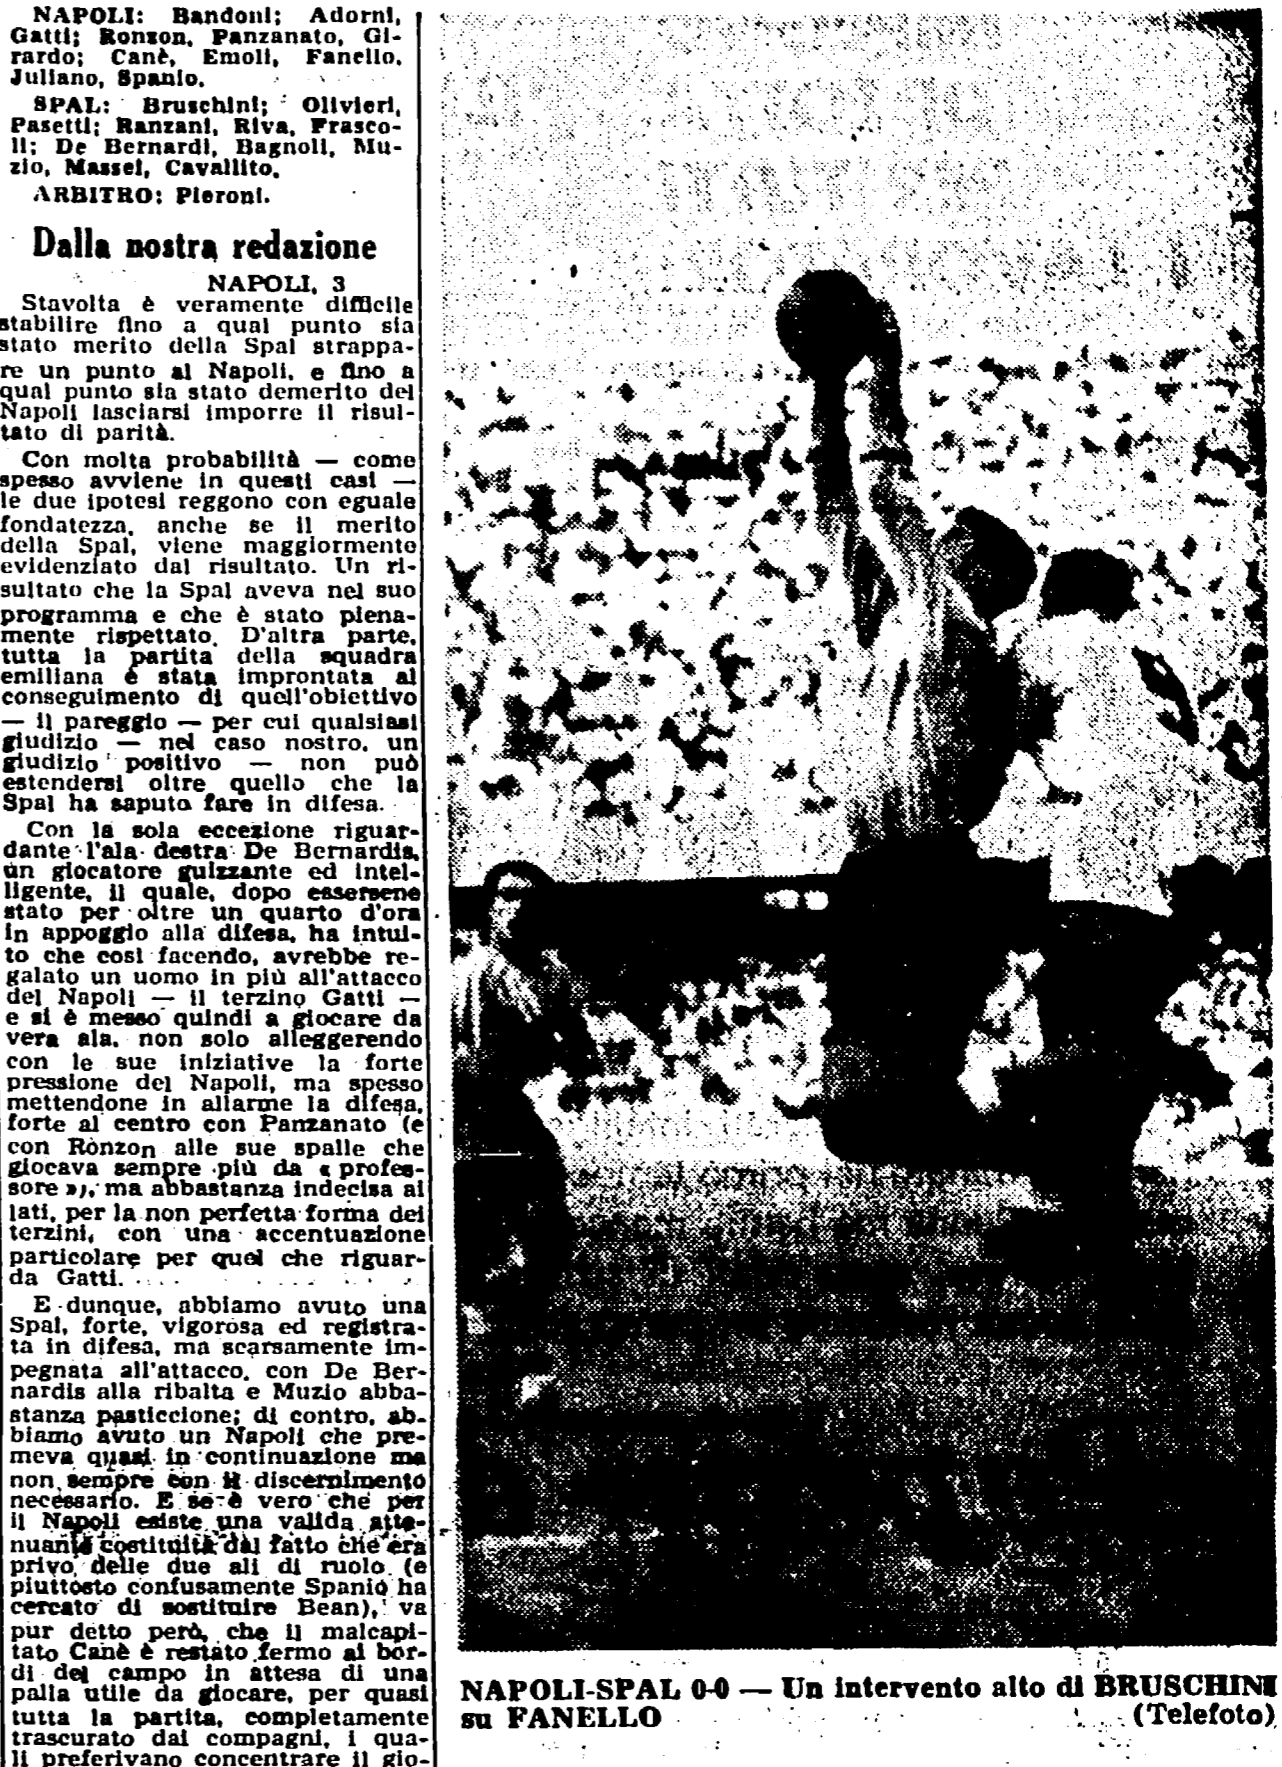 NAPOLI: Bandoni; Adorni,
Gatti; Ronzon, Panzanato, Gi-
rardo; Canè, Emoli, Fanello,
Juliano, Spanio.
SPAL: Bruschini; Olivieri,
Pasetti; Ranzani, Riva, Frasco-
li; De Bernardi, Bagnoli, Mu-
zio, Massei, Cavallito.
ARBITRO: Pieroni.
Dalla nostra redazione
NAPOLI, 3
Stavolta è veramente difficile
stabilire fino a qual punto sia
stato merito della Spal strappa-
re un punto al Napoli, e fino a
qual punto sia stato demerito del
Napoli lasciarsi imporre il risul-
tato di parità.
Con molta probabilità — come
spesso avviene in questi casi —
le due ipotesi reggono con eguale
fondatezza, anche se il merito
della Spal, viene maggiormente
evidenziato dal risultato. Un ri-
sultato che la Spal aveva nel suo
programma e che è stato piena-
mente rispettato. D'altra parte,
tutta la partita della squadra
emiliana è stata improntata al
conseguimento di quell'obiettivo
— il pareggio — per cui qualsiasi
giudizio — nel caso nostro, un
giudizio positivo — non può
estendersi oltre quello che la
Spal ha saputo fare in difesa.
Con la sola eccezione riguar-
dante l'ala destra De Bernardis,
un giocatore guizzante ed intel-
ligente, il quale, dopo essersene
stato per oltre un quarto d'ora
in appoggio alla difesa, ha intui-
to che così facendo, avrebbe re-
galato un uomo in più all'attacco
del Napoli — il terzino Gatti —
e si è messo quindi a giocare da
vera ala, non solo alleggerendo
con le sue iniziative la forte
pressione del Napoli, ma spesso
mettendone in allarme la difesa,
forte al centro con Panzanato (e
con Ronzon alle sue spalle che
giocava sempre più da « profes-
sore »), ma abbastanza indecisa ai
lati, per la non perfetta forma dei
terzini, con una accentuazione
particolare per quel che riguar-
da Gatti.
E dunque, abbiamo avuto una
Spal, forte, vigorosa ed registra-
ta in difesa, ma scarsamente im-
pegnata all'attacco, con De Ber-
nardis alla ribalta e Muzio abba-
stanza pasticcione; di contro, ab-
biamo avuto un Napoli che pre-
meva quasi in continuazione ma
non sempre con il discernimento
necessario. E se è vero che per
il Napoli esiste una valida atte-
nuante costituita dal fatto che era
privo delle due ali di ruolo (e
piuttosto confusamente Spanio ha
cercato di sostituire Bean), va
pur detto però, che il malcapi-
tato Canè è restato fermo ai bor-
di del campo in attesa di una
palla utile da giocare, per quasi
tutta la partita, completamente
trascurato dai compagni, i qua-
li preferivano concentrare il gio-
NAPOLI-SPAL 0-0 — Un intervento alto di BRUSCHINI
su FANELLO (Telefoto)